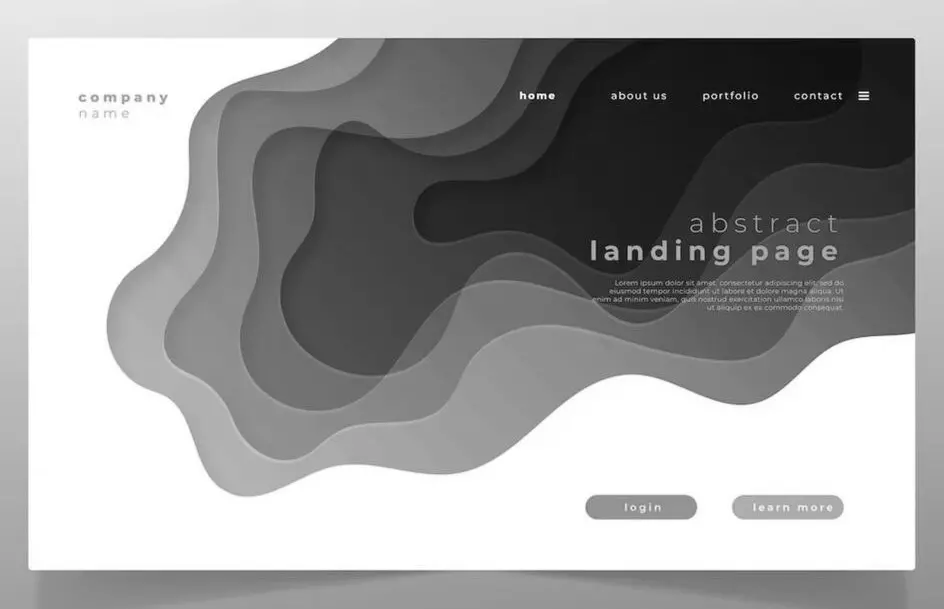 company
name
home
about us
portfolio
contact
abstract
landing page
Lorem ipsum dolor sit amet, consectetur adipiscing elit, sed do
eiusmod tempor incididunt ut labore et dolore magna aliqua. Ut
enim ad minim veniam, quis nostrud exercitation ullamco laboris nisi
ut aliquip ex ea commodo consequat.
login
learn more